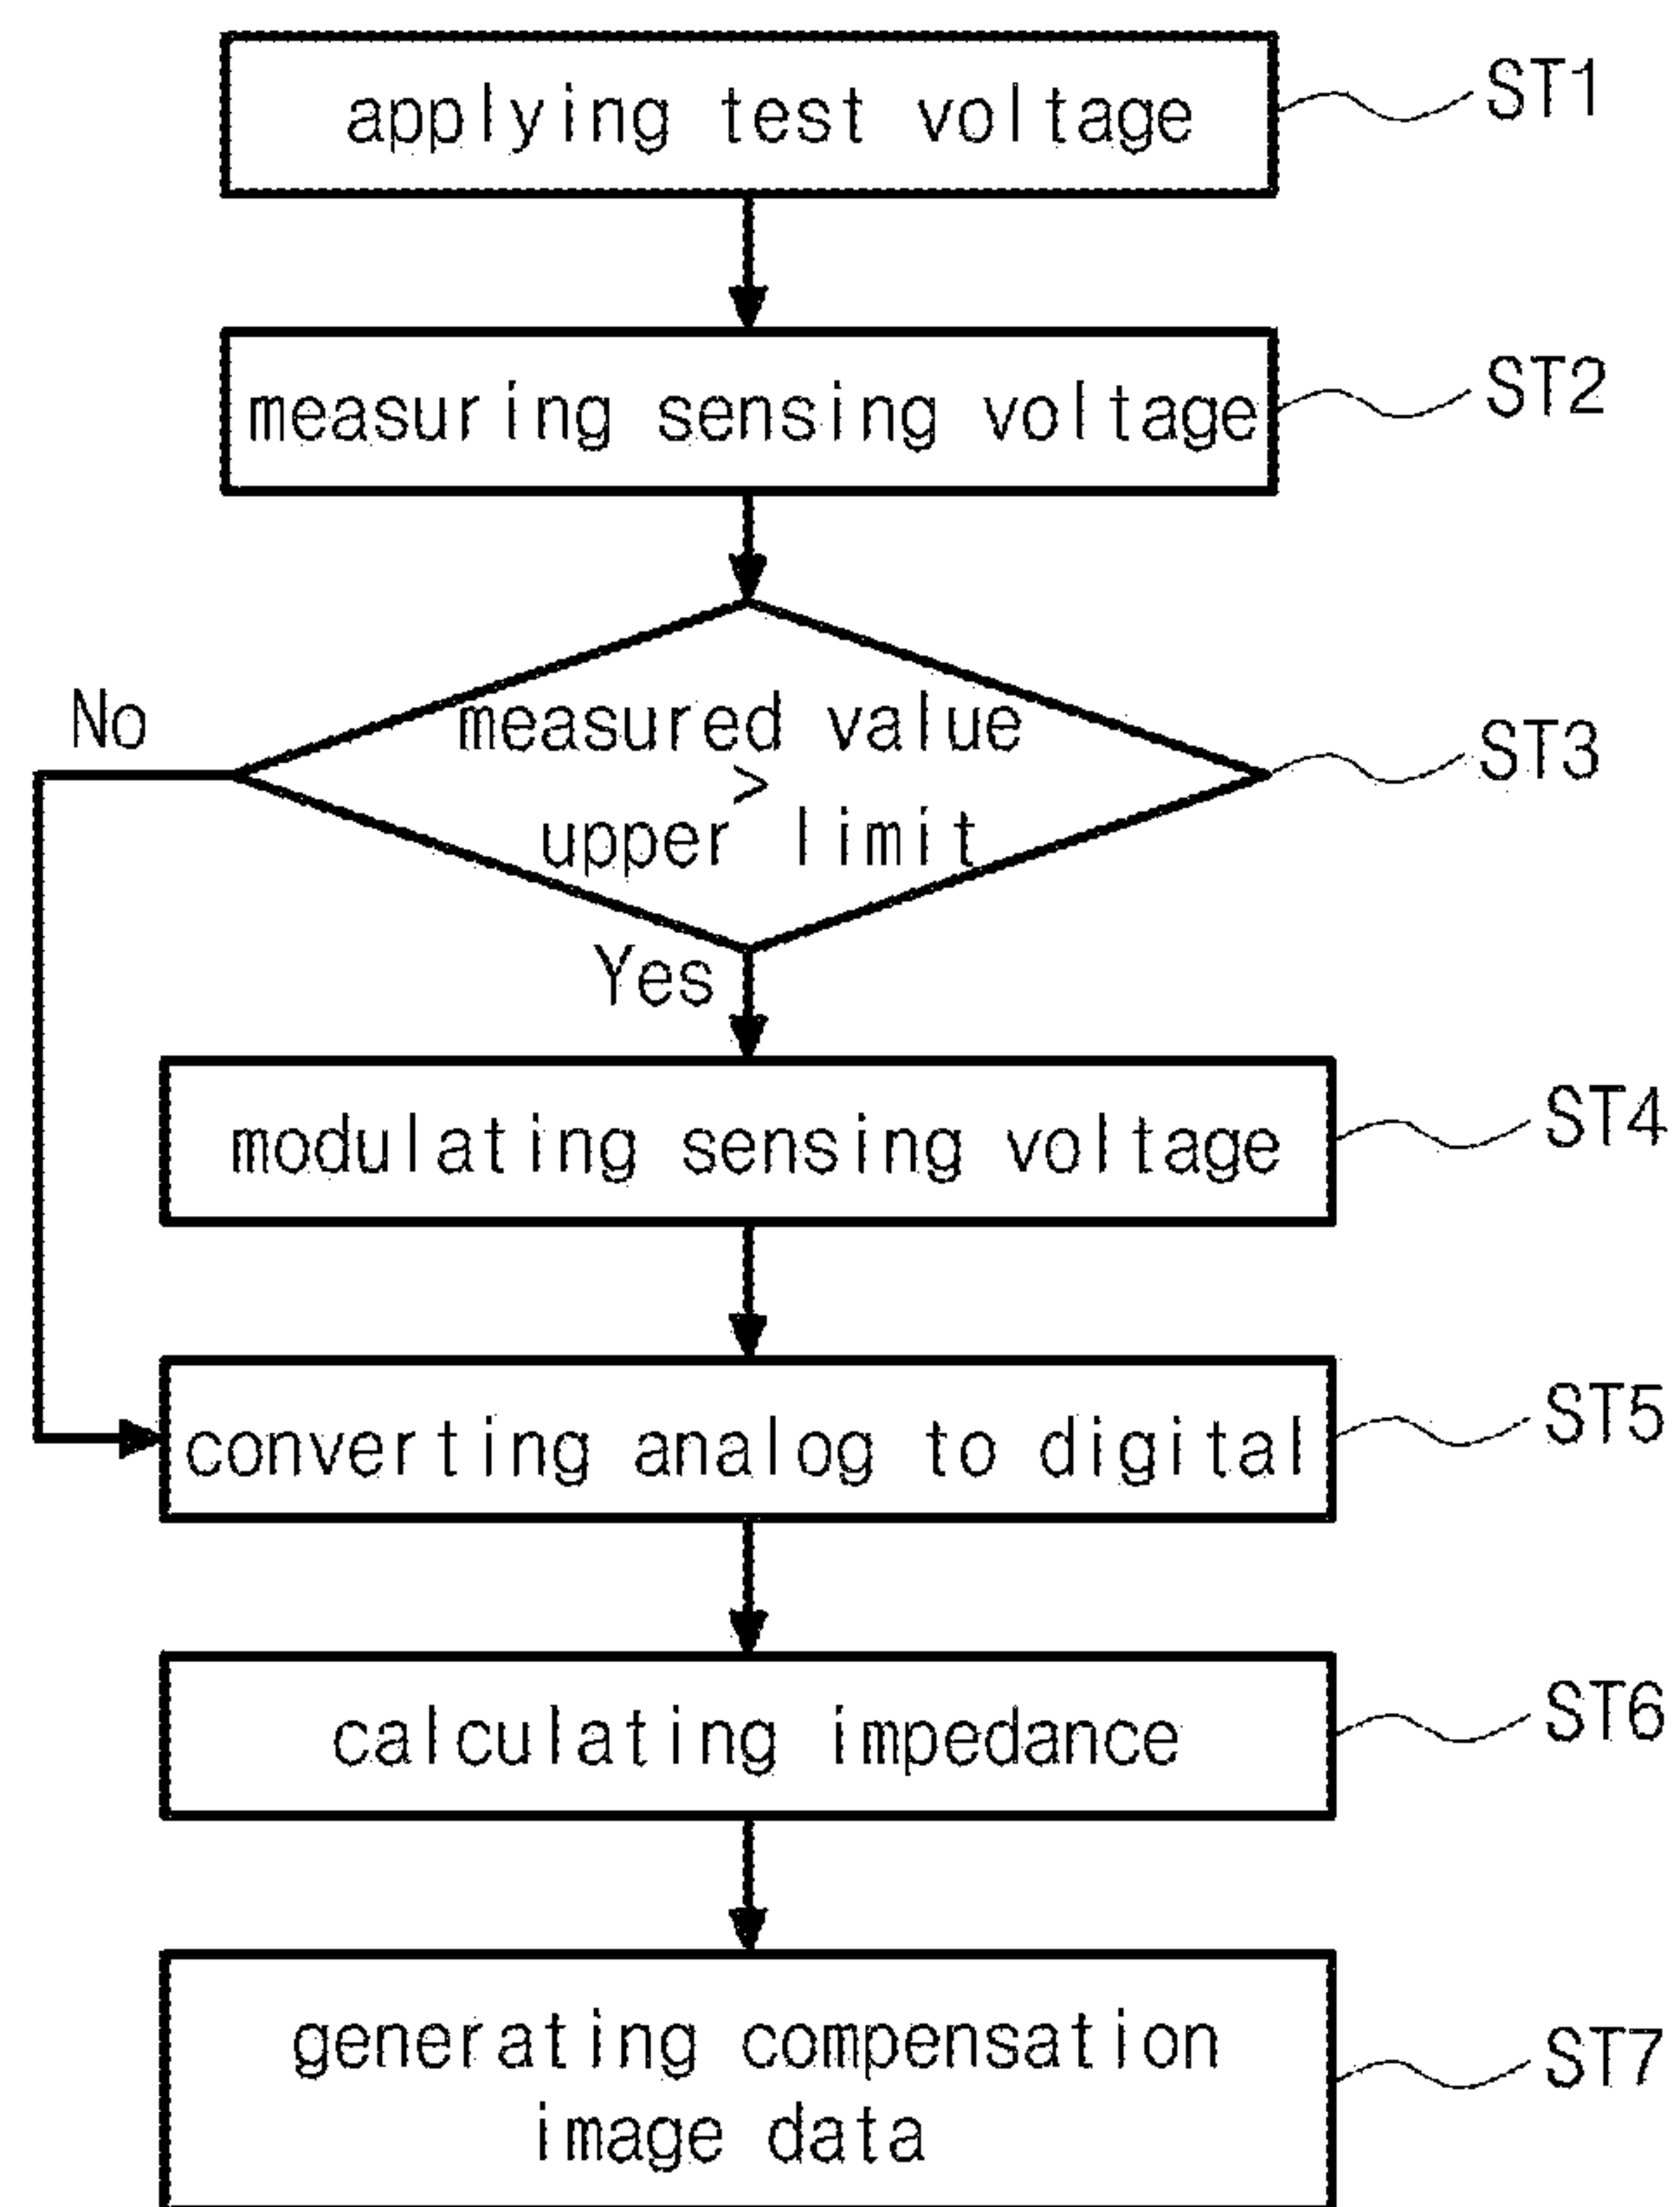 applying test voltage
ST1
measuring sensing voltage
ST2
No
measured value
>
upper limit
ST3
Yes
modulating sensing voltage
ST4
converting analog to digital
ST5
calculating impedance
ST6
generating compensation
image data
ST7